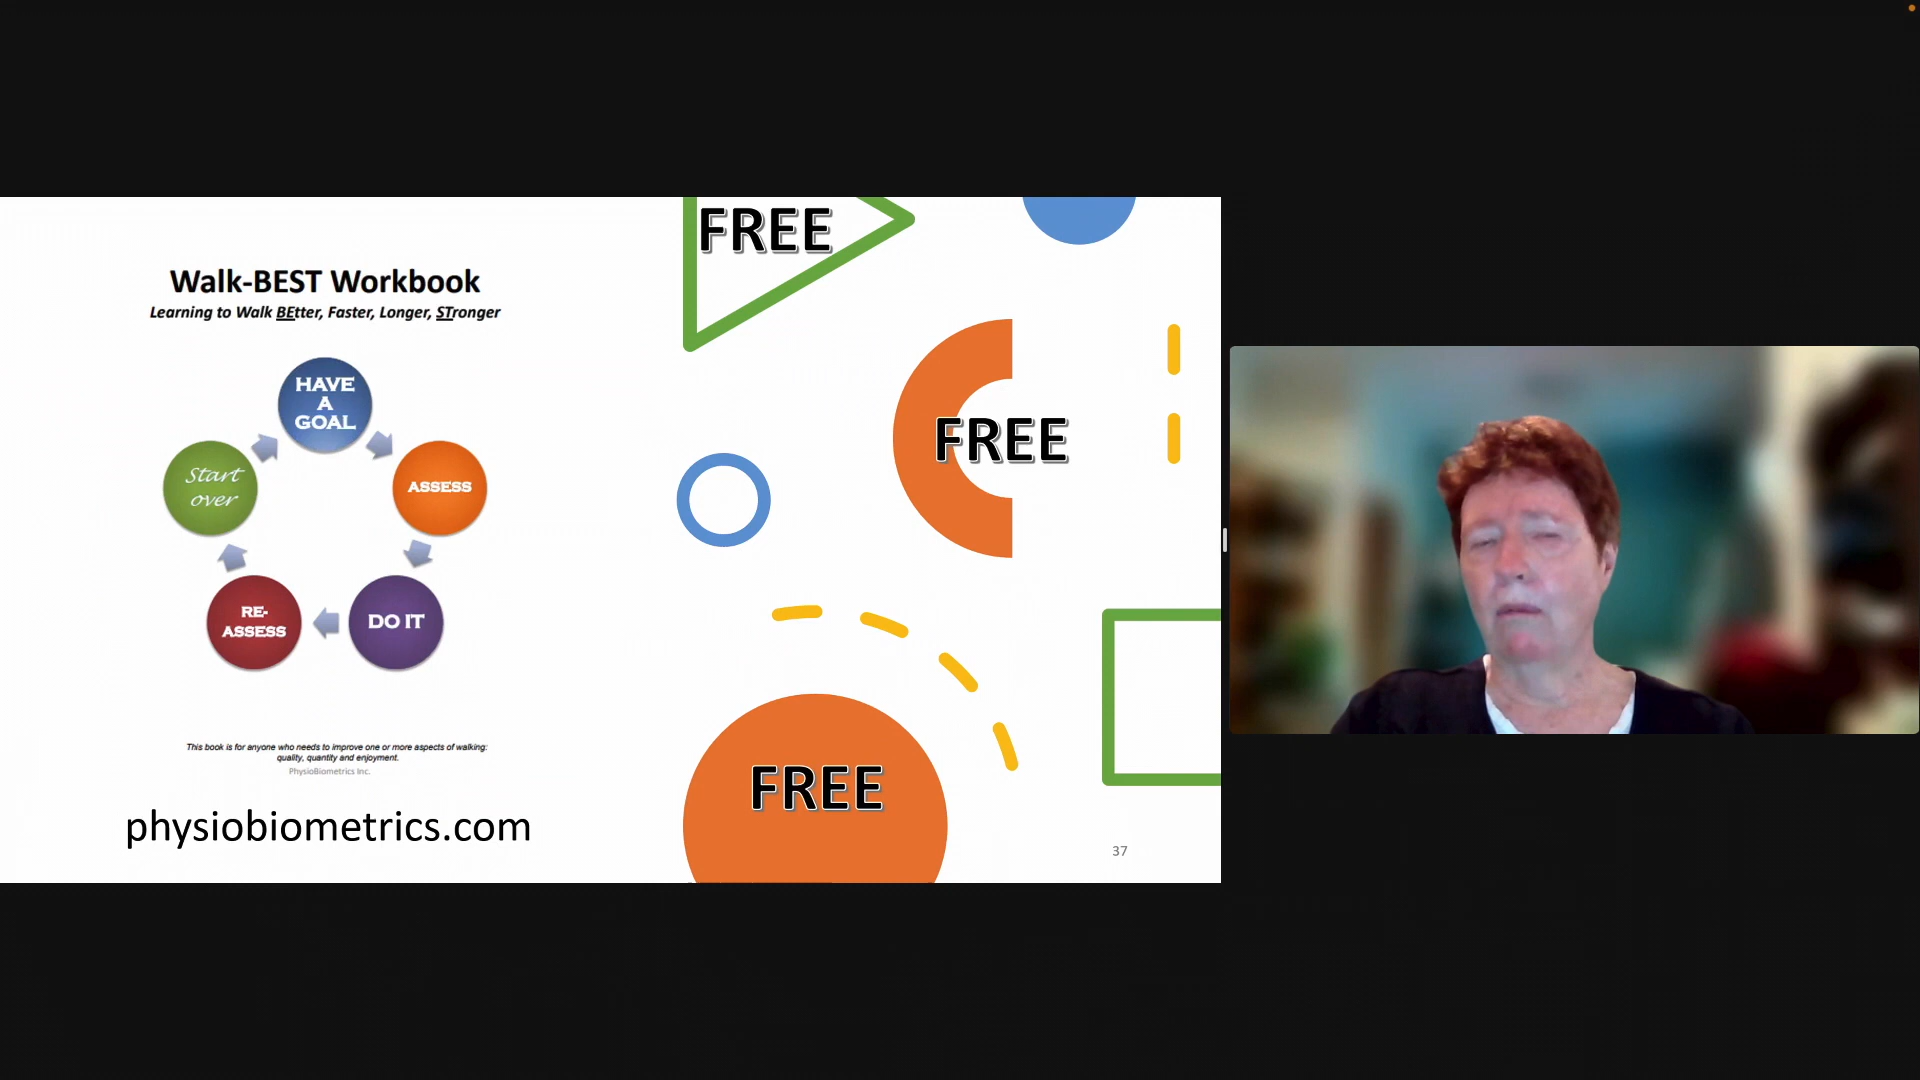 Walk-BEST Workbook
Learning to Walk BEtter, Faster, Longer, STronger
HAVE
A
GOAL
ASSESS
DO IT
RE-
ASSESS
Start
over
This book is for anyone who needs to improve one or more aspects of walking:
quality, quantity and enjoyment.
PhysioBiometrics Inc.
physiobiometrics.com
FREE
FREE
FREE
37